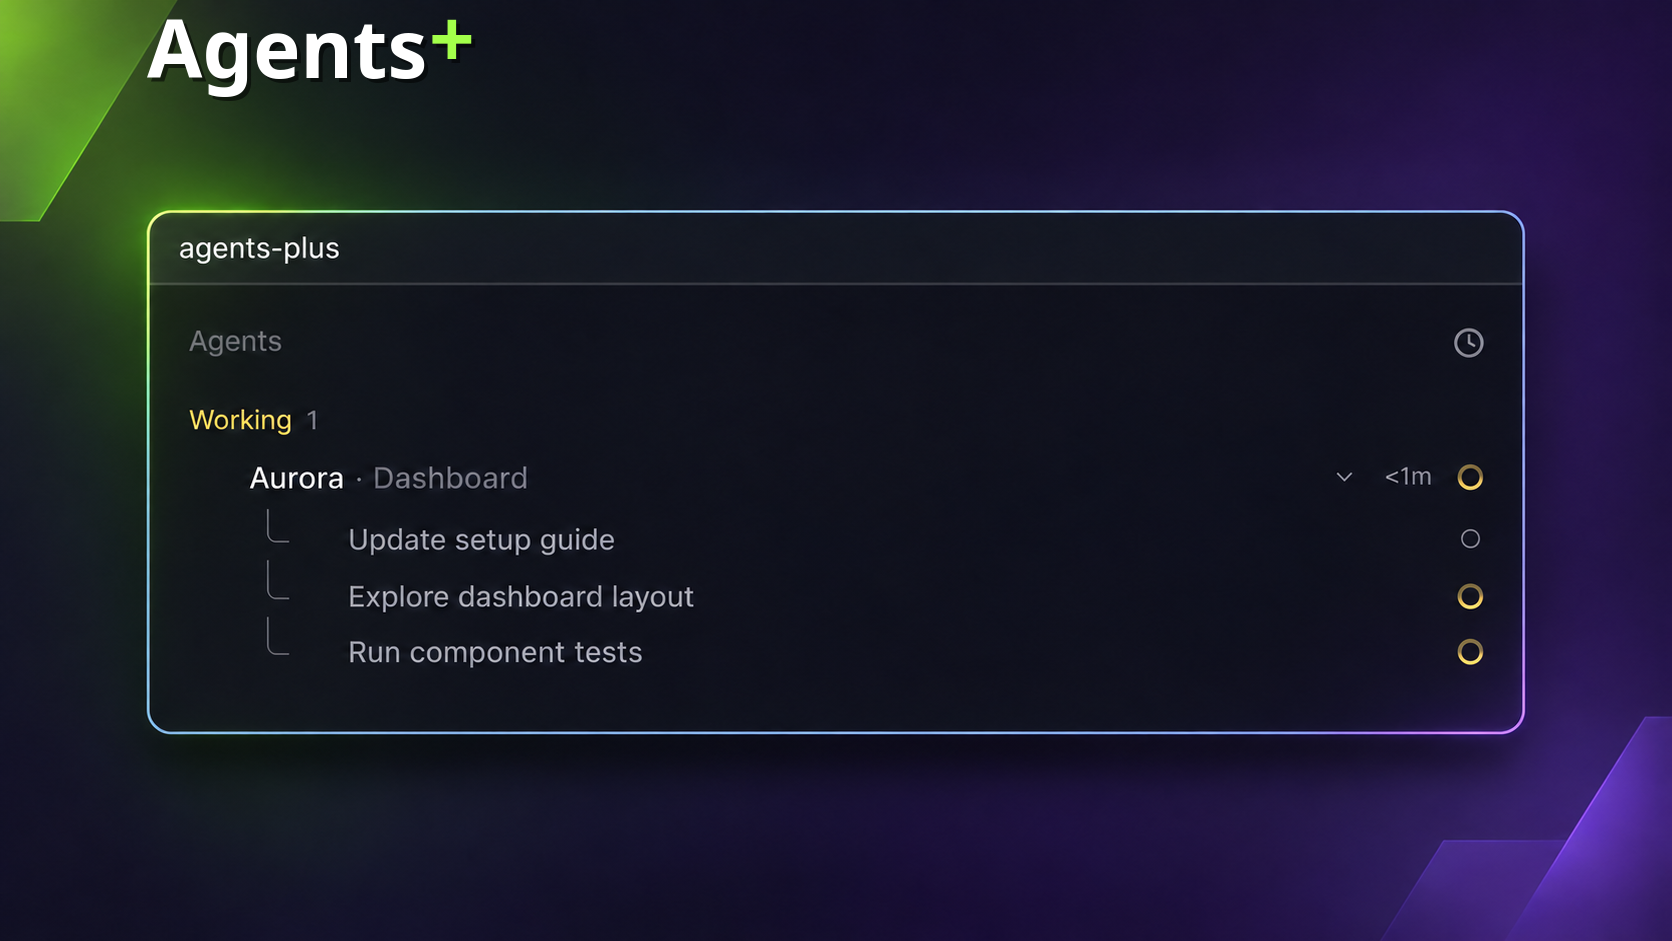 Agents+
agents-plus
Agents
Working 1
Aurora · Dashboard <1m
Update setup guide
Explore dashboard layout
Run component tests